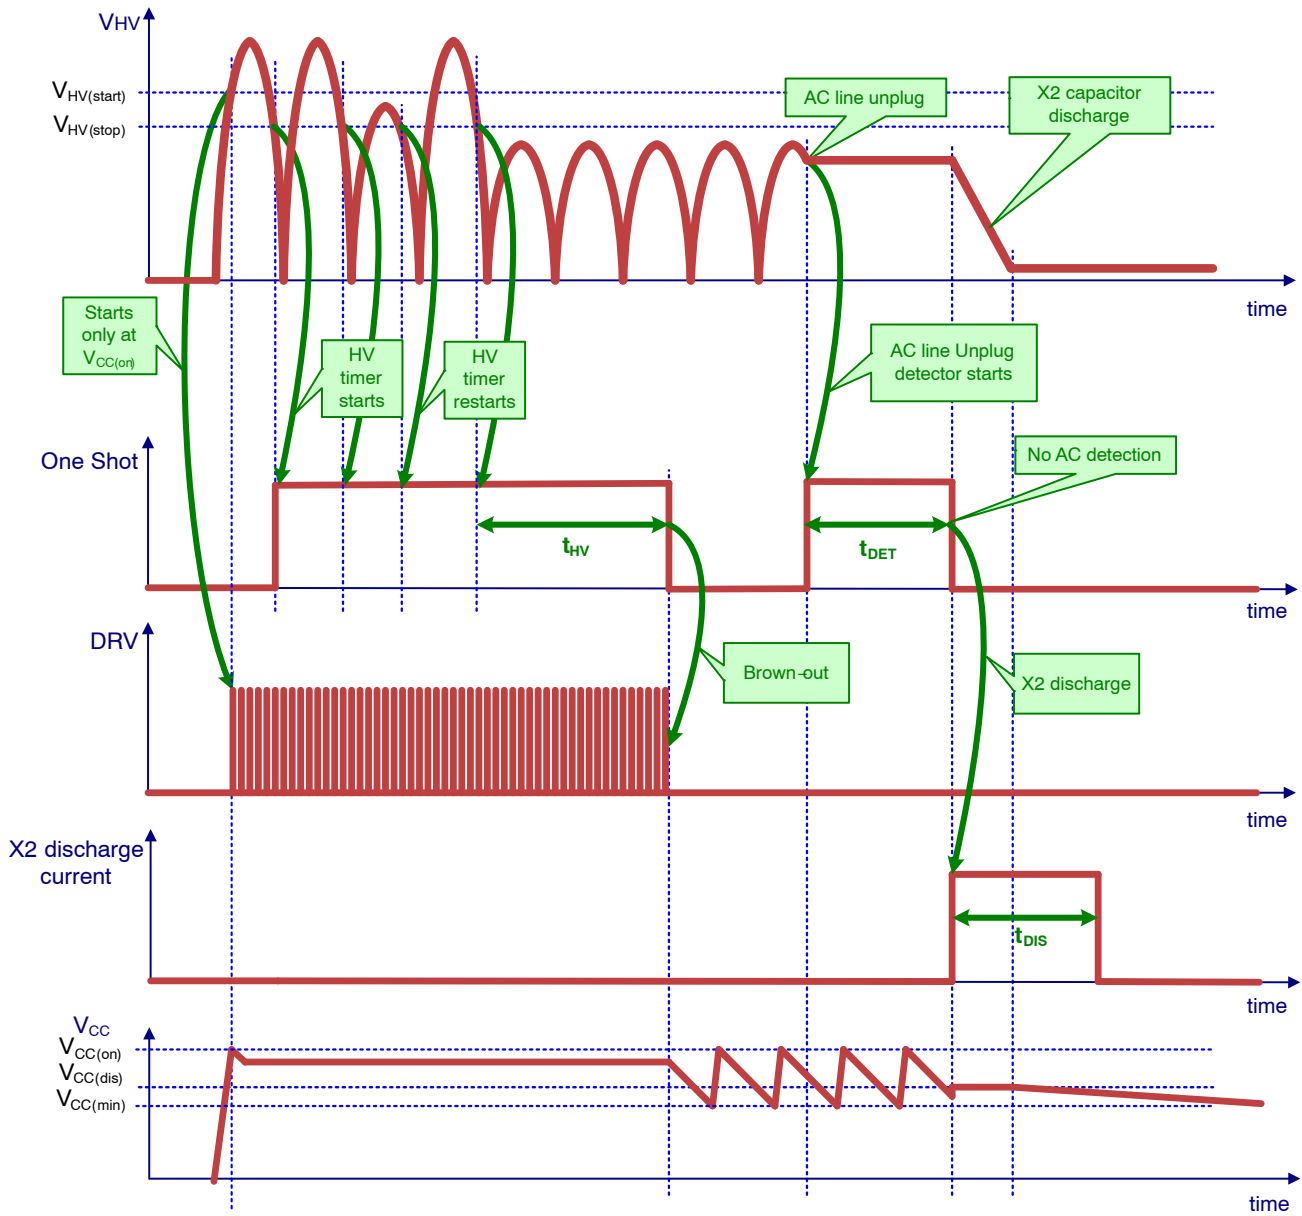 VHV
VHV(start)
VHV(stop)
AC line unplug
X2 capacitor
discharge
time
Starts
only at
VCC(on)
HV
timer
starts
HV
timer
restarts
AC line Unplug
detector starts
One Shot
No AC detection
tHV
tDET
time
DRV
Brown-out
X2 discharge
time
X2 discharge
current
tDIS
time
VCC
VCC(on)
VCC(dis)
VCC(min)
time